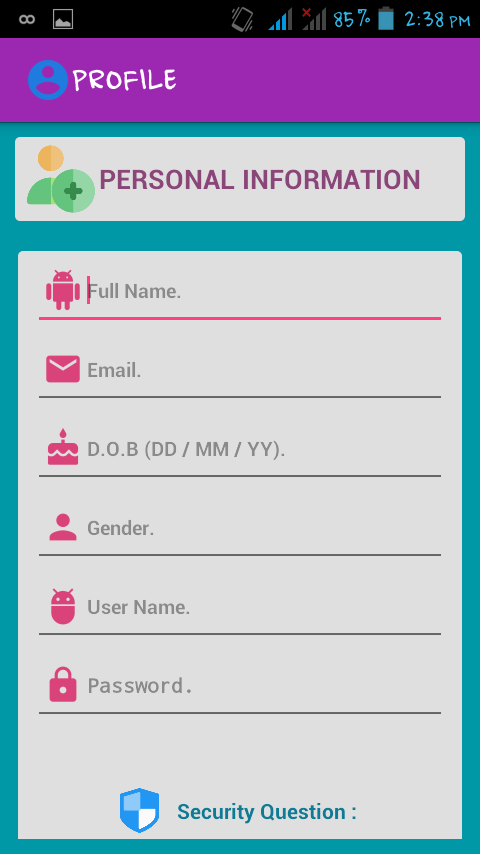 85% 2:38 PM
PROFILE
PERSONAL INFORMATION
Full Name.
Email.
D.O.B (DD / MM / YY).
Gender.
User Name.
Password.
Security Question :